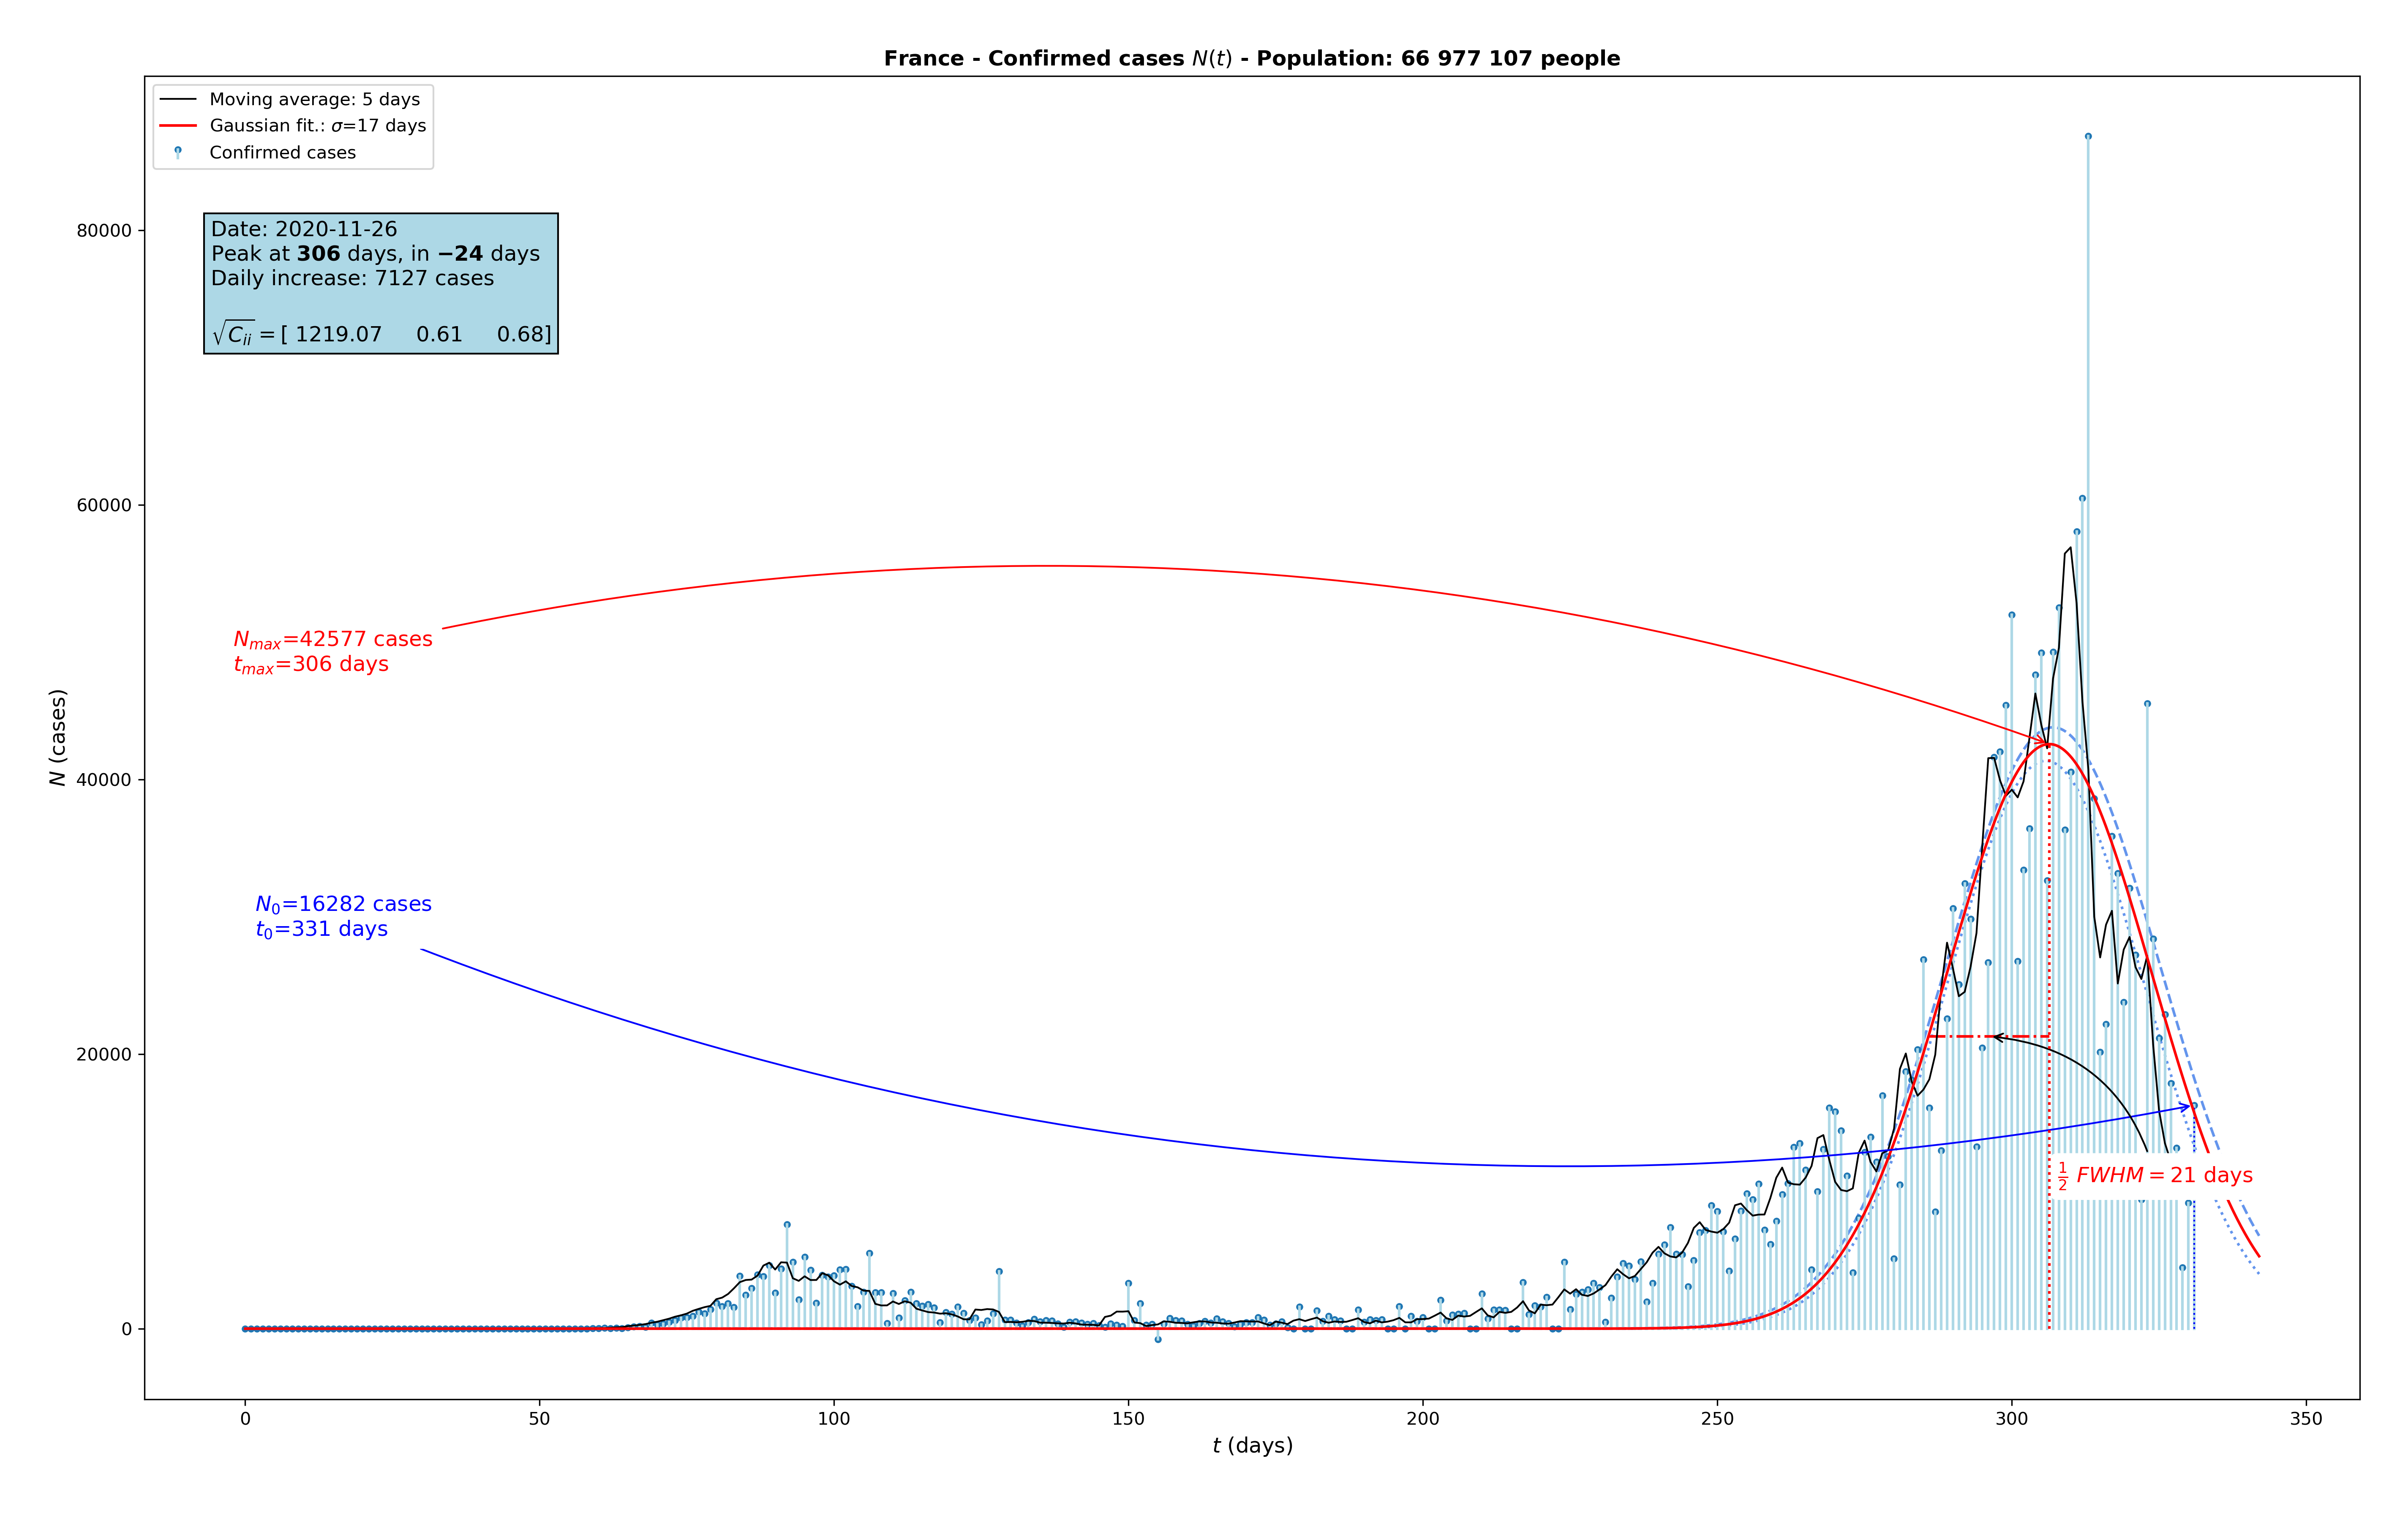 France - Confirmed cases N(t) - Population: 66 977 107 people
Moving average: 5 days
Gaussian fit.: σ=17 days
Confirmed cases
Date: 2020-11-26
Peak at 306 days, in −24 days
Daily increase: 7127 cases
√C_ii = [ 1219.07 0.61 0.68]
N_max=42577 cases
t_max=306 days
N_0=16282 cases
t_0=331 days
½ FWHM = 21 days
N (cases)
80000
60000
40000
20000
0
0 50 100 150 200 250 300 350
t (days)